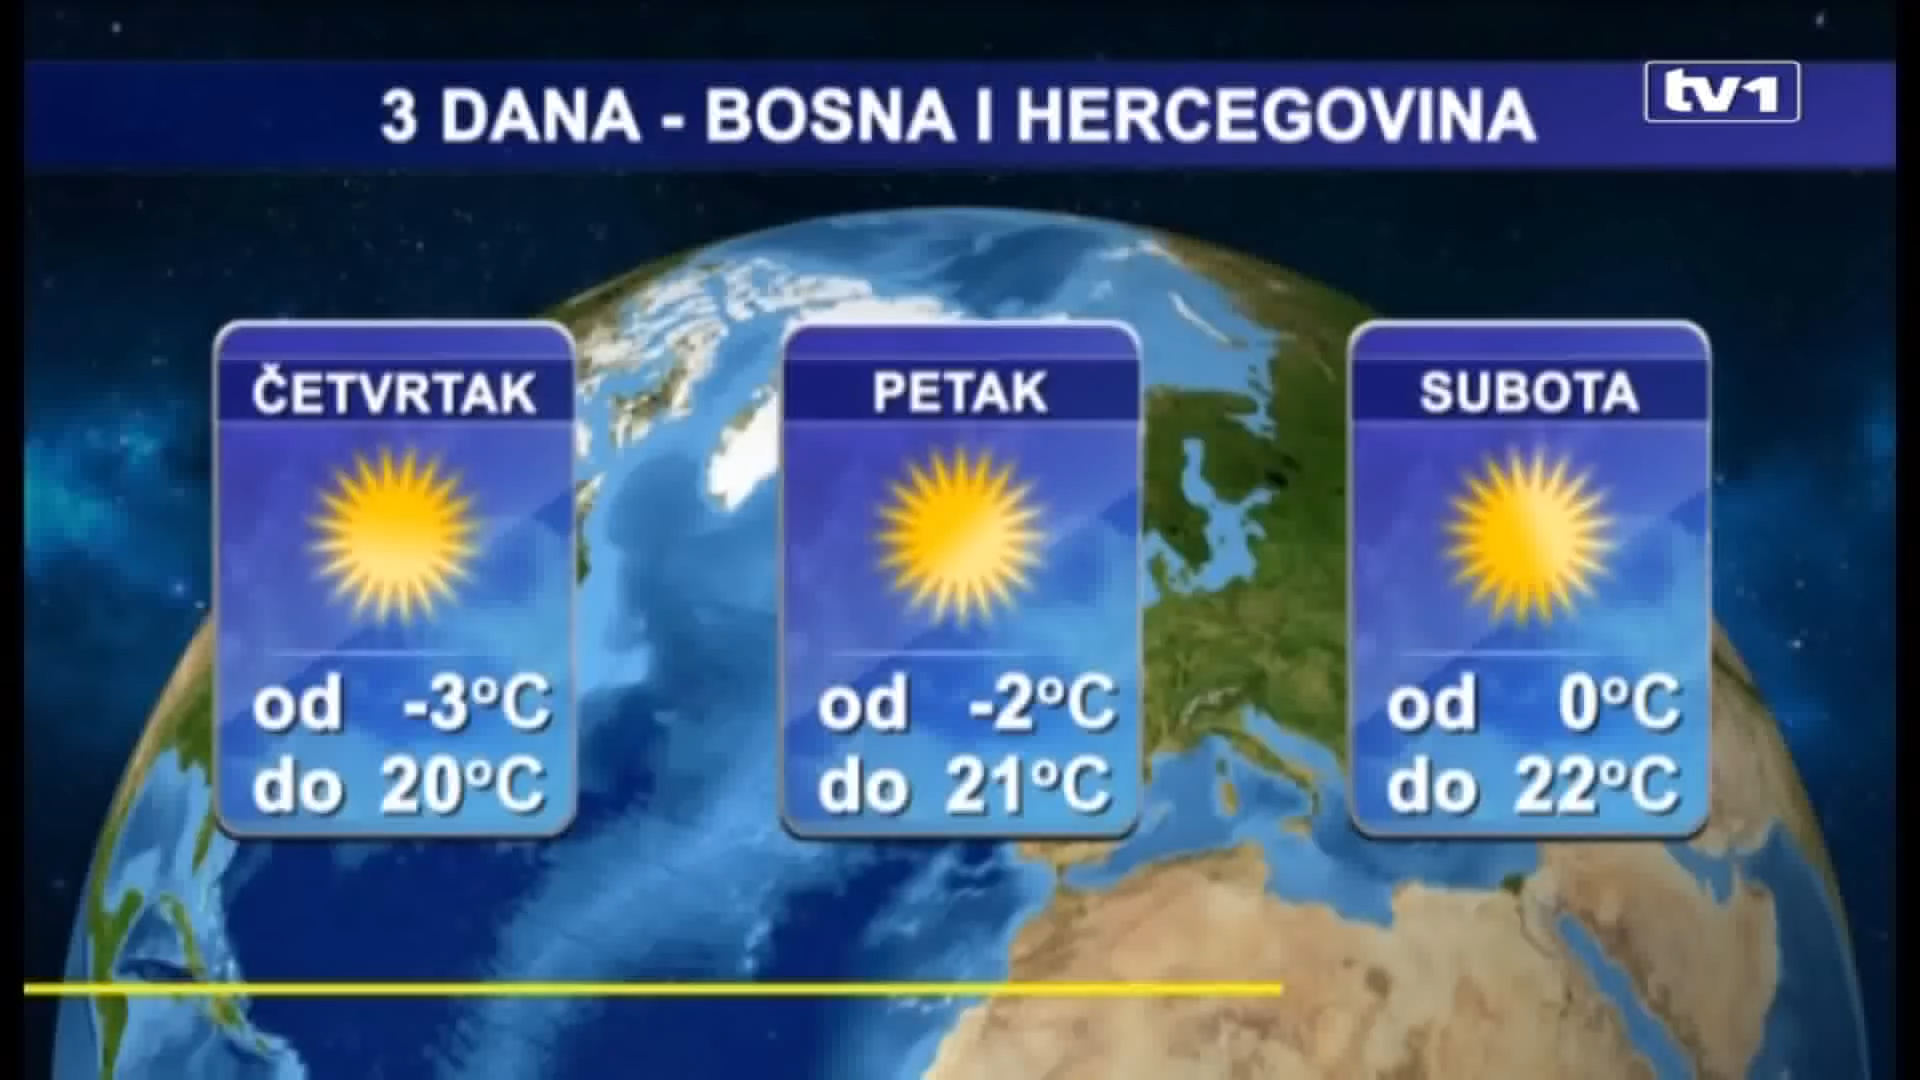 3 DANA - BOSNA I HERCEGOVINA
tv1
ČETVRTAK
od -3°C
do 20°C
PETAK
od -2°C
do 21°C
SUBOTA
od 0°C
do 22°C